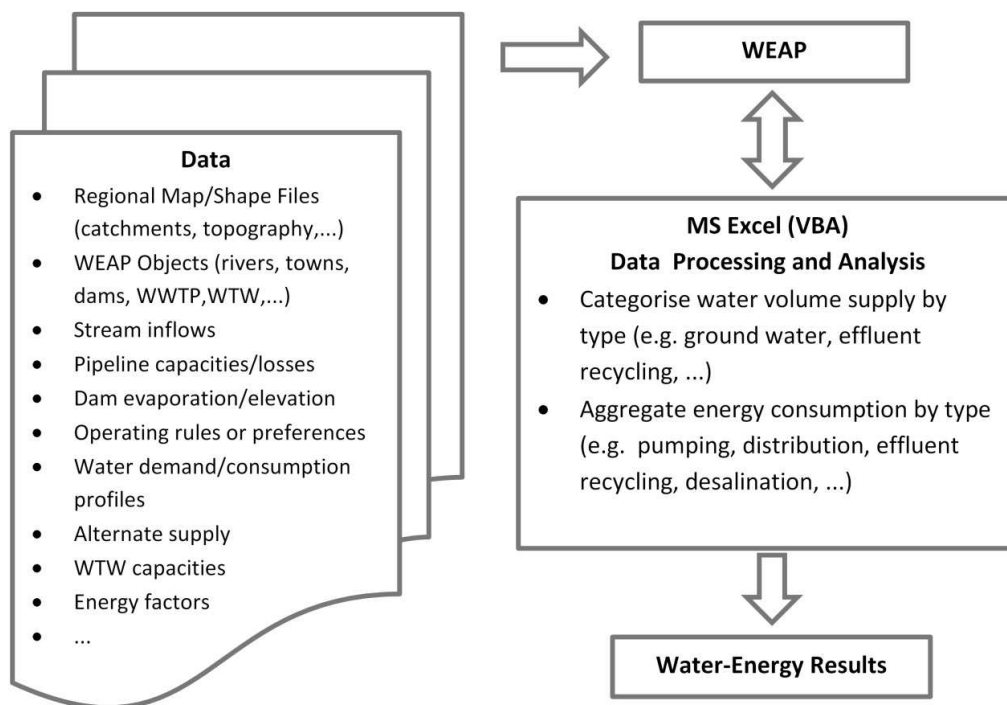 Data
• Regional Map/Shape Files
(catchments, topography,...)
• WEAP Objects (rivers, towns,
dams, WWTP,WTW,...)
• Stream inflows
• Pipeline capacities/losses
• Dam evaporation/elevation
• Operating rules or preferences
• Water demand/consumption
profiles
• Alternate supply
• WTW capacities
• Energy factors
• ...
WEAP
MS Excel (VBA)
Data Processing and Analysis
• Categorise water volume supply by
type (e.g. ground water, effluent
recycling, ...)
• Aggregate energy consumption by type
(e.g. pumping, distribution, effluent
recycling, desalination, ...)
Water-Energy Results